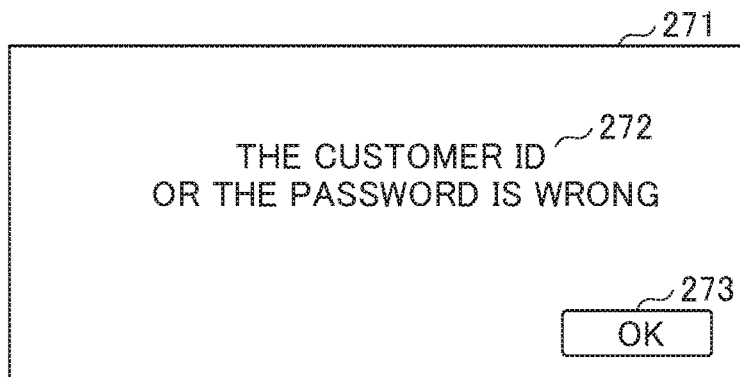 271
272
THE CUSTOMER ID
OR THE PASSWORD IS WRONG
273
OK